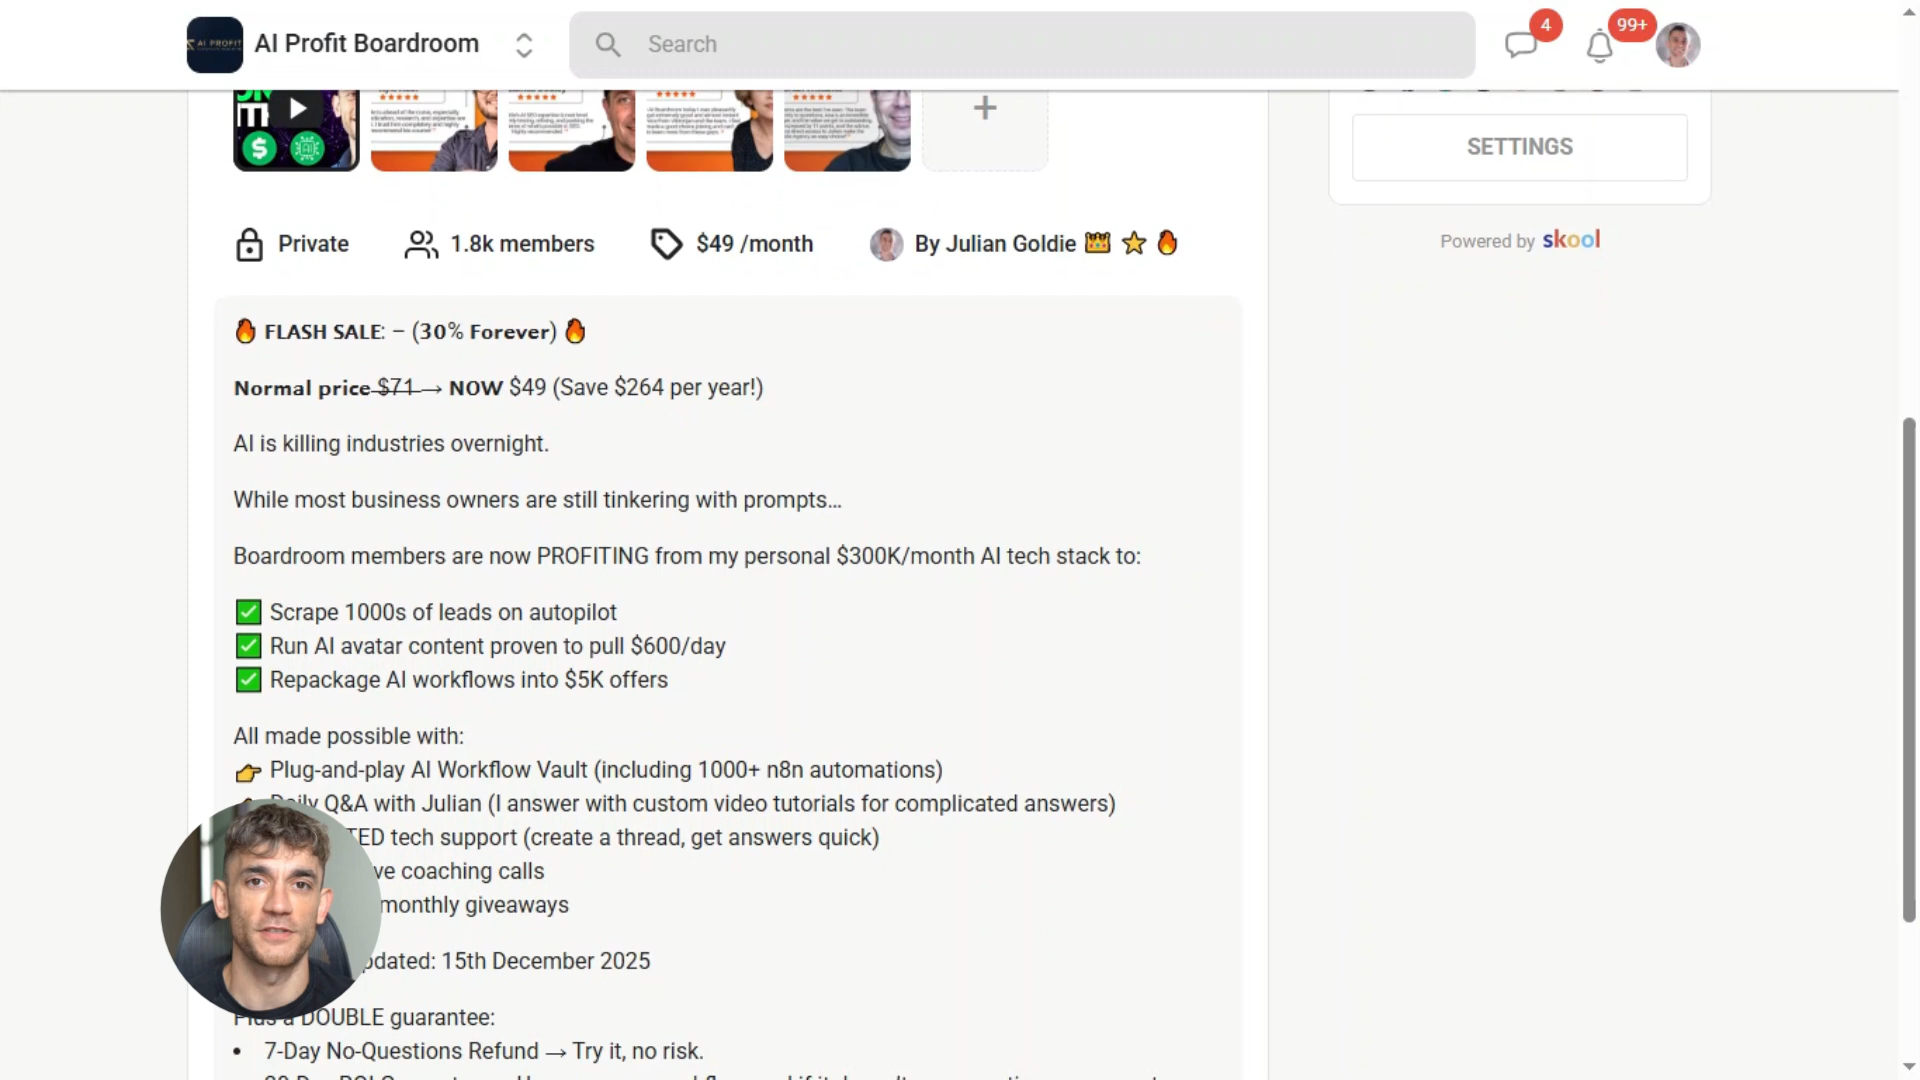 AI PROFIT
AI Profit Boardroom
Search
4
99+
SETTINGS
Powered by skool
Private
1.8k members
$49 /month
By Julian Goldie 👑 ⭐ 🔥
🔥 FLASH SALE: – (30% Forever) 🔥
Normal price $71 → NOW $49 (Save $264 per year!)
AI is killing industries overnight.
While most business owners are still tinkering with prompts…
Boardroom members are now PROFITING from my personal $300K/month AI tech stack to:
✅ Scrape 1000s of leads on autopilot
✅ Run AI avatar content proven to pull $600/day
✅ Repackage AI workflows into $5K offers
All made possible with:
👉 Plug-and-play AI Workflow Vault (including 1000+ n8n automations)
Daily Q&A with Julian (I answer with custom video tutorials for complicated answers)
TED tech support (create a thread, get answers quick)
ve coaching calls
monthly giveaways
pdated: 15th December 2025
Plus a DOUBLE guarantee:
• 7-Day No-Questions Refund → Try it, no risk.